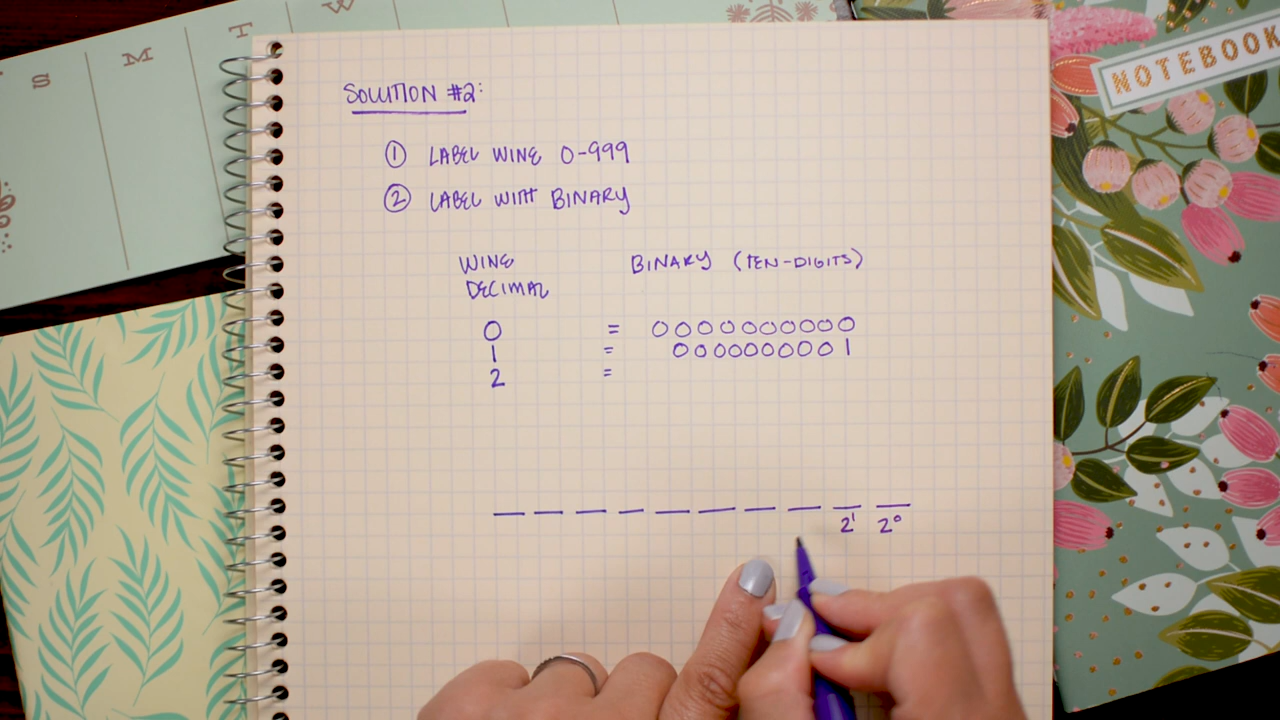 S M T W
NOTEBOOK
SOLUTION #2:
① LABEL WINE 0-999
② LABEL WITH BINARY
WINE DECIMAL
BINARY (TEN-DIGITS)
0 = 0000000000
1 = 0000000001
2 =
2¹ 2⁰